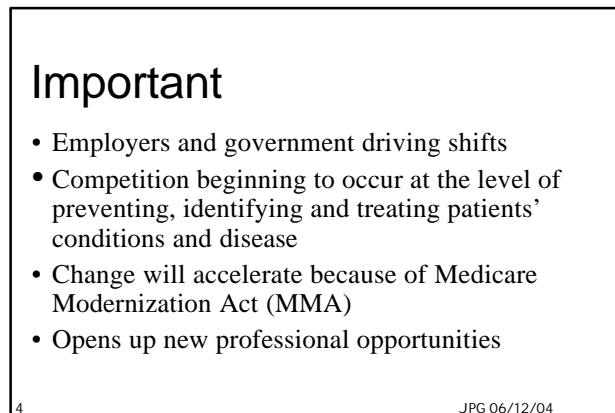 Important
• Employers and government driving shifts
• Competition beginning to occur at the level of
preventing, identifying and treating patients’
conditions and disease
• Change will accelerate because of Medicare
Modernization Act (MMA)
• Opens up new professional opportunities
4
JPG 06/12/04